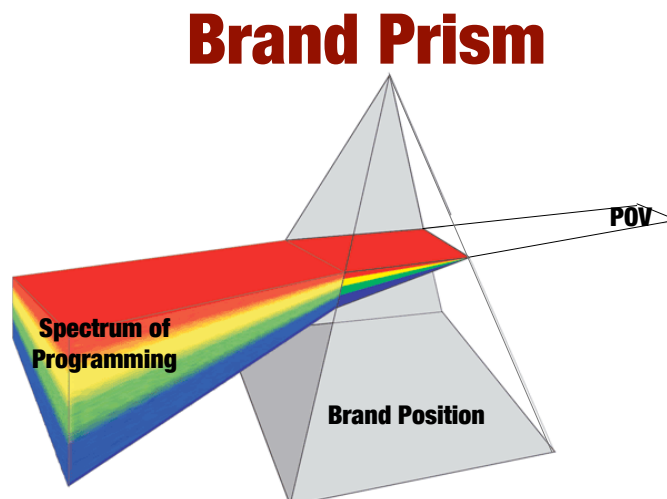 Brand Prism
POV
Spectrum of
Programming
Brand Position